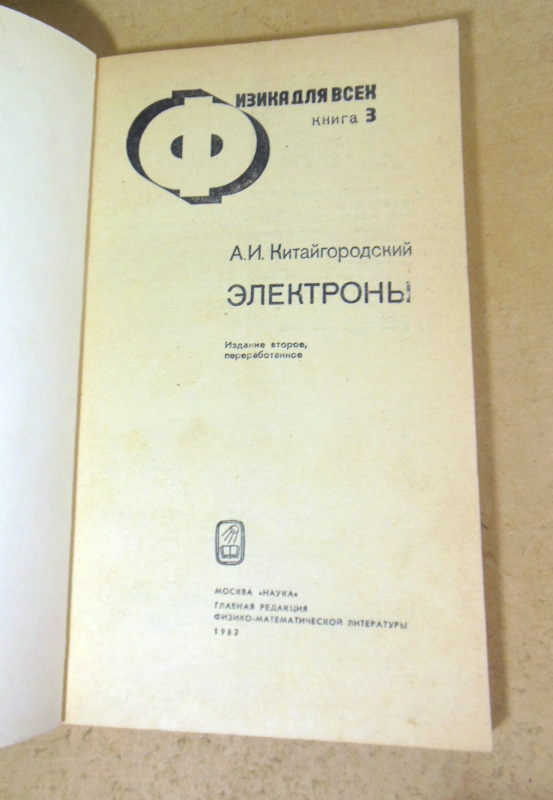 ФИЗИКА ДЛЯ ВСЕХ
книга 3
А.И. Китайгородский
ЭЛЕКТРОНЫ
Издание второе,
переработанное
МОСКВА «НАУКА»
ГЛАВНАЯ РЕДАКЦИЯ
ФИЗИКО-МАТЕМАТИЧЕСКОЙ ЛИТЕРАТУРЫ
1982